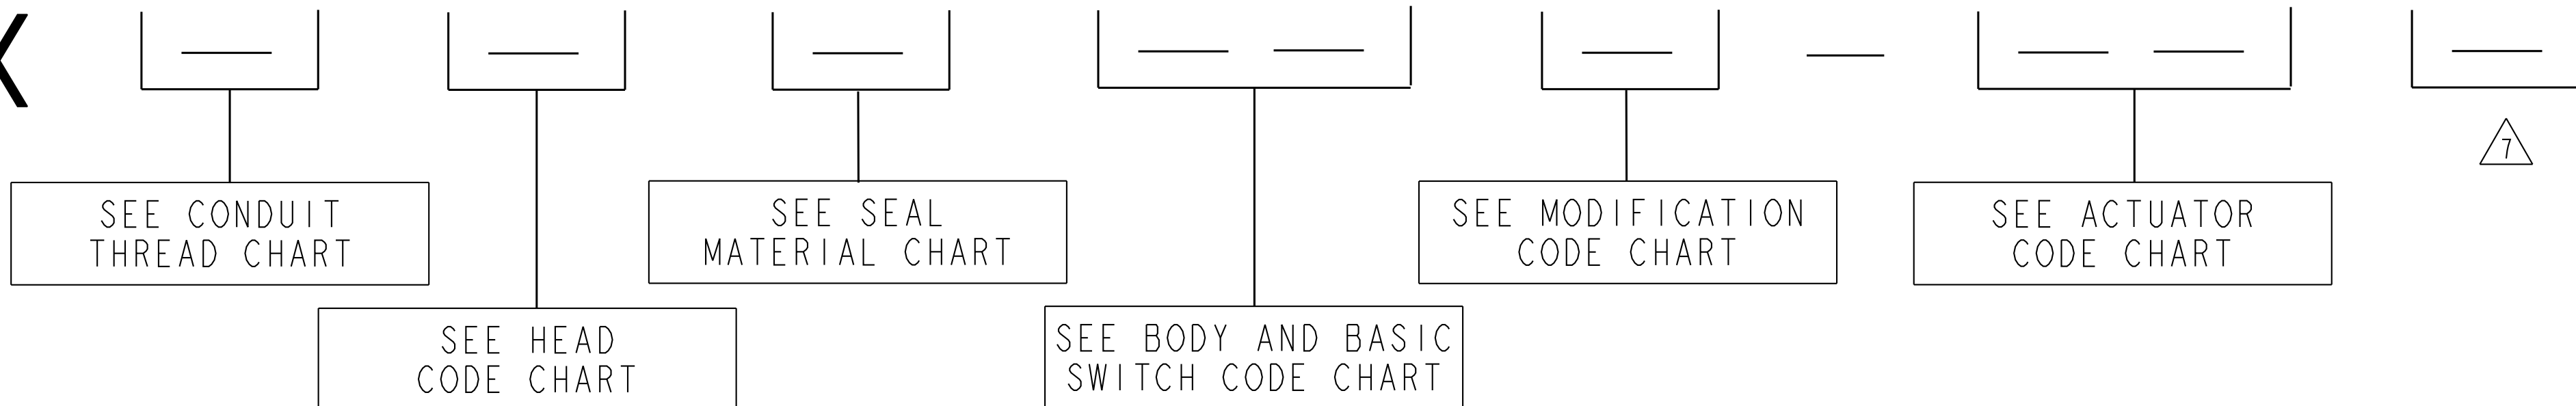 SEE CONDUIT
THREAD CHART
SEE HEAD
CODE CHART
SEE SEAL
MATERIAL CHART
SEE BODY AND BASIC
SWITCH CODE CHART
SEE MODIFICATION
CODE CHART
SEE ACTUATOR
CODE CHART
7